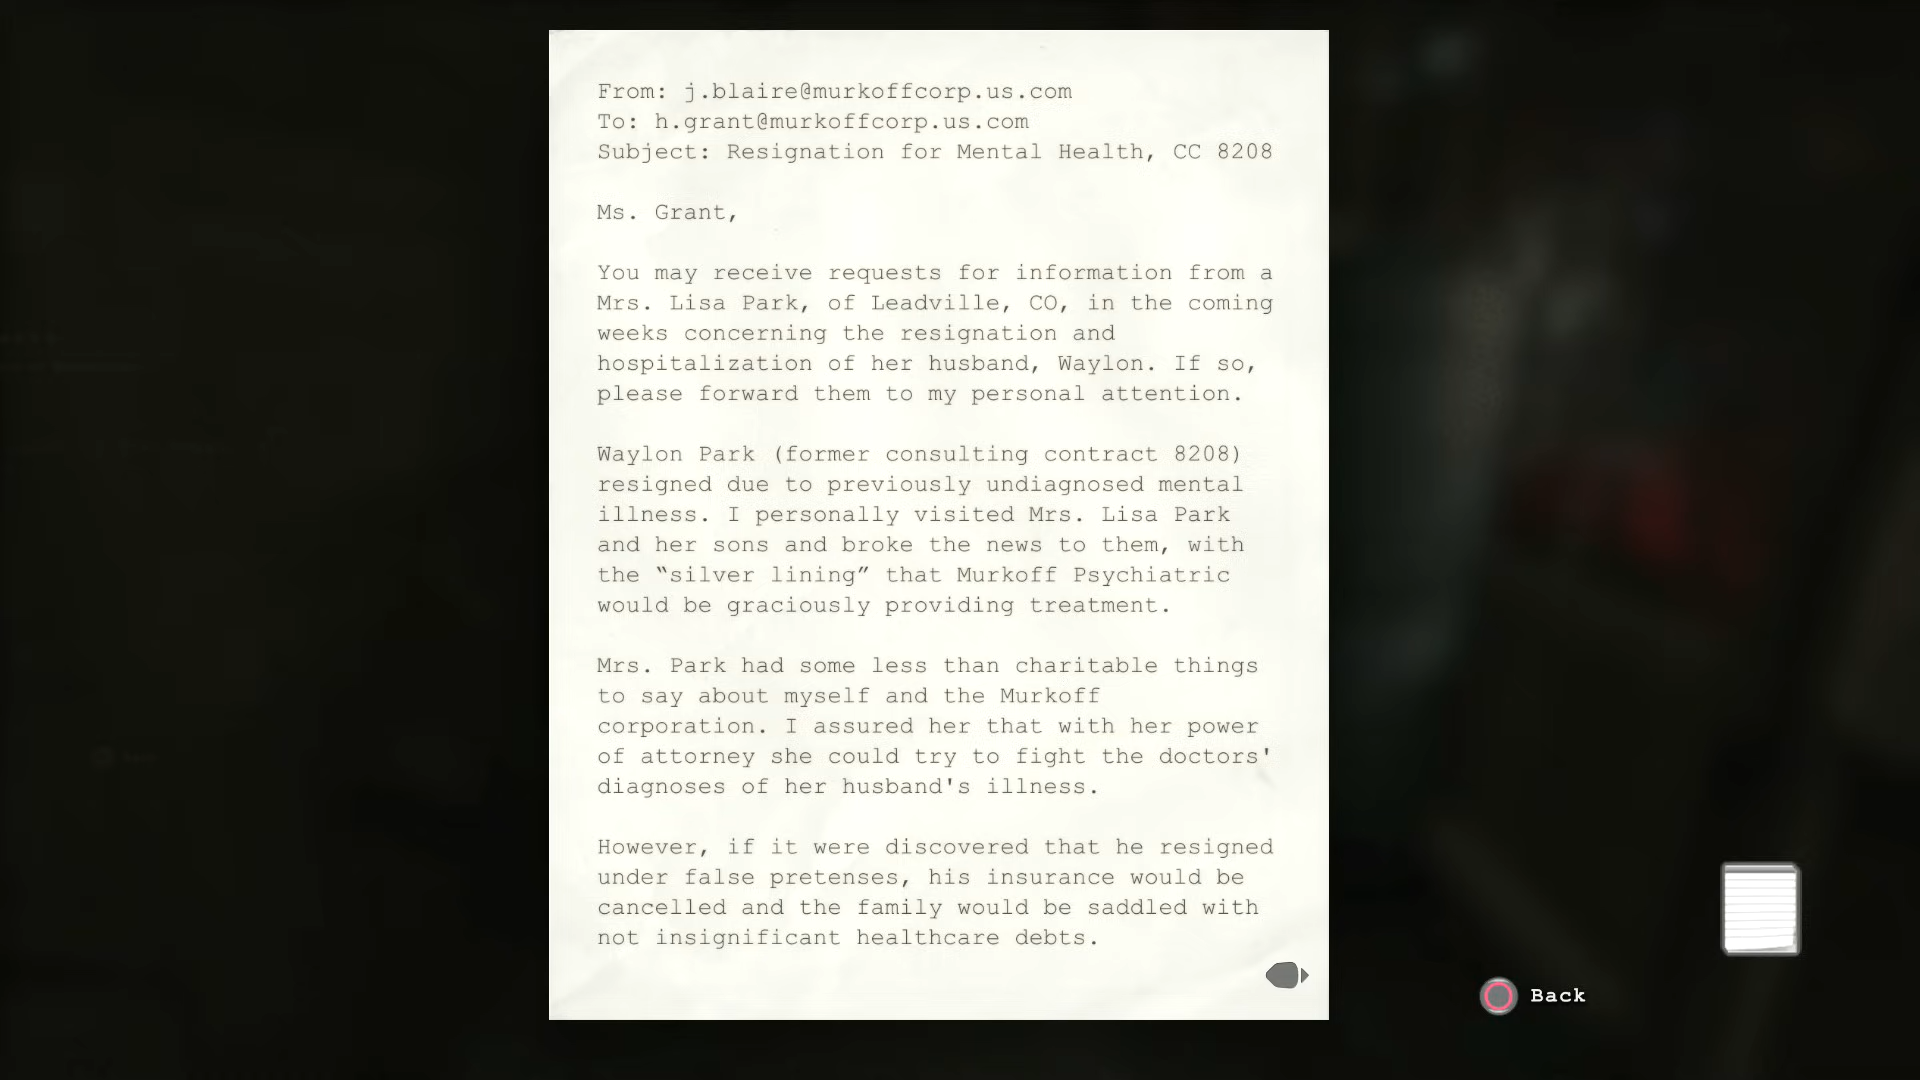 From: j.blaire@murkoffcorp.us.com
To: h.grant@murkoffcorp.us.com
Subject: Resignation for Mental Health, CC 8208
Ms. Grant,
You may receive requests for information from a
Mrs. Lisa Park, of Leadville, CO, in the coming
weeks concerning the resignation and
hospitalization of her husband, Waylon. If so,
please forward them to my personal attention.
Waylon Park (former consulting contract 8208)
resigned due to previously undiagnosed mental
illness. I personally visited Mrs. Lisa Park
and her sons and broke the news to them, with
the “silver lining” that Murkoff Psychiatric
would be graciously providing treatment.
Mrs. Park had some less than charitable things
to say about myself and the Murkoff
corporation. I assured her that with her power
of attorney she could try to fight the doctors'
diagnoses of her husband's illness.
However, if it were discovered that he resigned
under false pretenses, his insurance would be
cancelled and the family would be saddled with
not insignificant healthcare debts.
Back